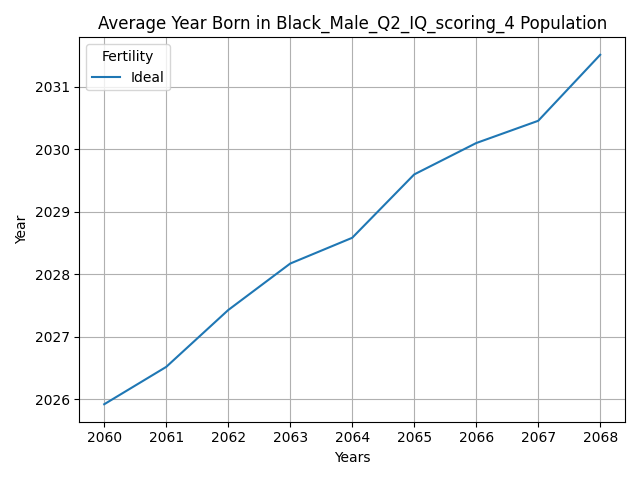 Average Year Born in Black_Male_Q2_IQ_scoring_4 Population
Fertility
Ideal
Year
2031
2030
2029
2028
2027
2026
2060 2061 2062 2063 2064 2065 2066 2067 2068
Years